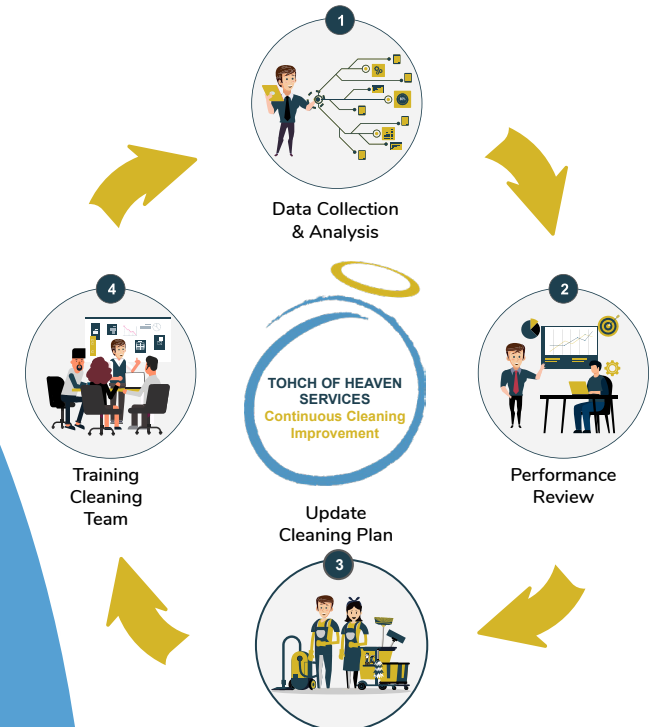 1
Data Collection
& Analysis
2
Performance
Review
3
Update
Cleaning Plan
4
Training
Cleaning
Team
TOHCH OF HEAVEN
SERVICES
Continuous Cleaning
Improvement